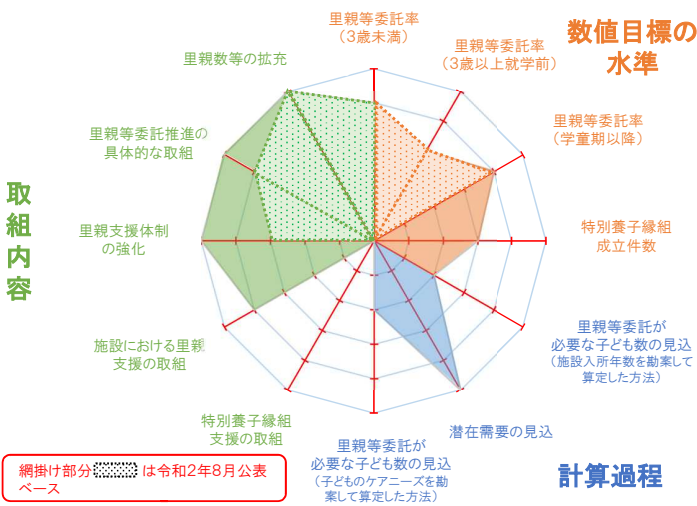 里親等委託率
（3歳未満）
里親等委託率
（3歳以上就学前）
数値目標の
水準
里親等委託率
（学童期以降）
特別養子縁組
成立件数
里親等委託が
必要な子ども数の見込
（施設入所年数を勘案して
算定した方法）
潜在需要の見込
計算過程
里親等委託が
必要な子ども数の見込
（子どものケアニーズを勘
案して算定した方法）
特別養子縁組
支援の取組
施設における里親
支援の取組
里親支援体制
の強化
里親等委託推進の
具体的な取組
里親数等の拡充
取組内容
網掛け部分 は令和2年8月公表
ベース